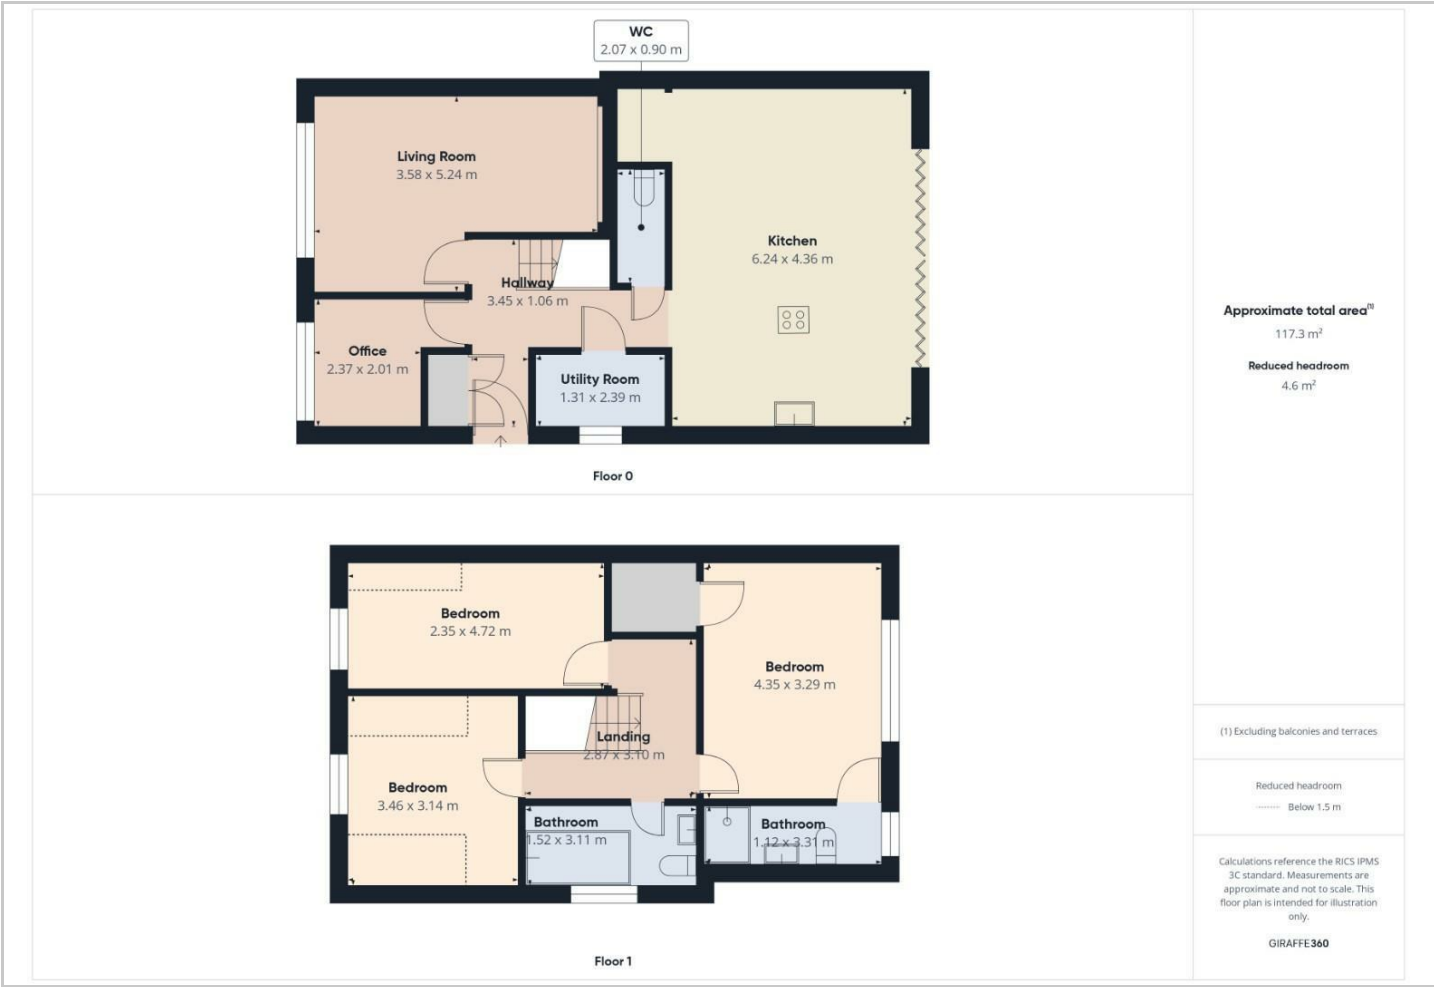 WC
2.07 x 0.90 m
Living Room
3.58 x 5.24 m
Kitchen
6.24 x 4.36 m
Hallway
3.45 x 1.06 m
Office
2.37 x 2.01 m
Utility Room
1.31 x 2.39 m
Floor 0
Bedroom
2.35 x 4.72 m
Bedroom
4.35 x 3.29 m
Landing
2.87 x 3.10 m
Bedroom
3.46 x 3.14 m
Bathroom
1.52 x 3.11 m
Bathroom
1.12 x 3.31 m
Floor 1
Approximate total area(1)
117.3 m²
Reduced headroom
4.6 m²
(1) Excluding balconies and terraces
Reduced headroom
Below 1.5 m
Calculations reference the RICS IPMS
3C standard. Measurements are
approximate and not to scale. This
floor plan is intended for illustration
only.
GIRAFFE360